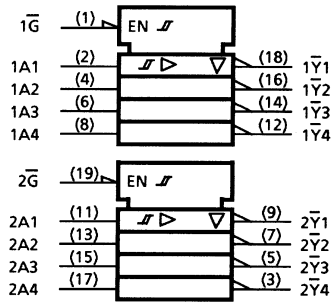 1G̅ (1) EN
1A1 (2) (18) 1Y̅1
1A2 (4) (16) 1Y̅2
1A3 (6) (14) 1Y̅3
1A4 (8) (12) 1Y̅4
2G̅ (19) EN
2A1 (11) (9) 2Y̅1
2A2 (13) (7) 2Y̅2
2A3 (15) (5) 2Y̅3
2A4 (17) (3) 2Y̅4